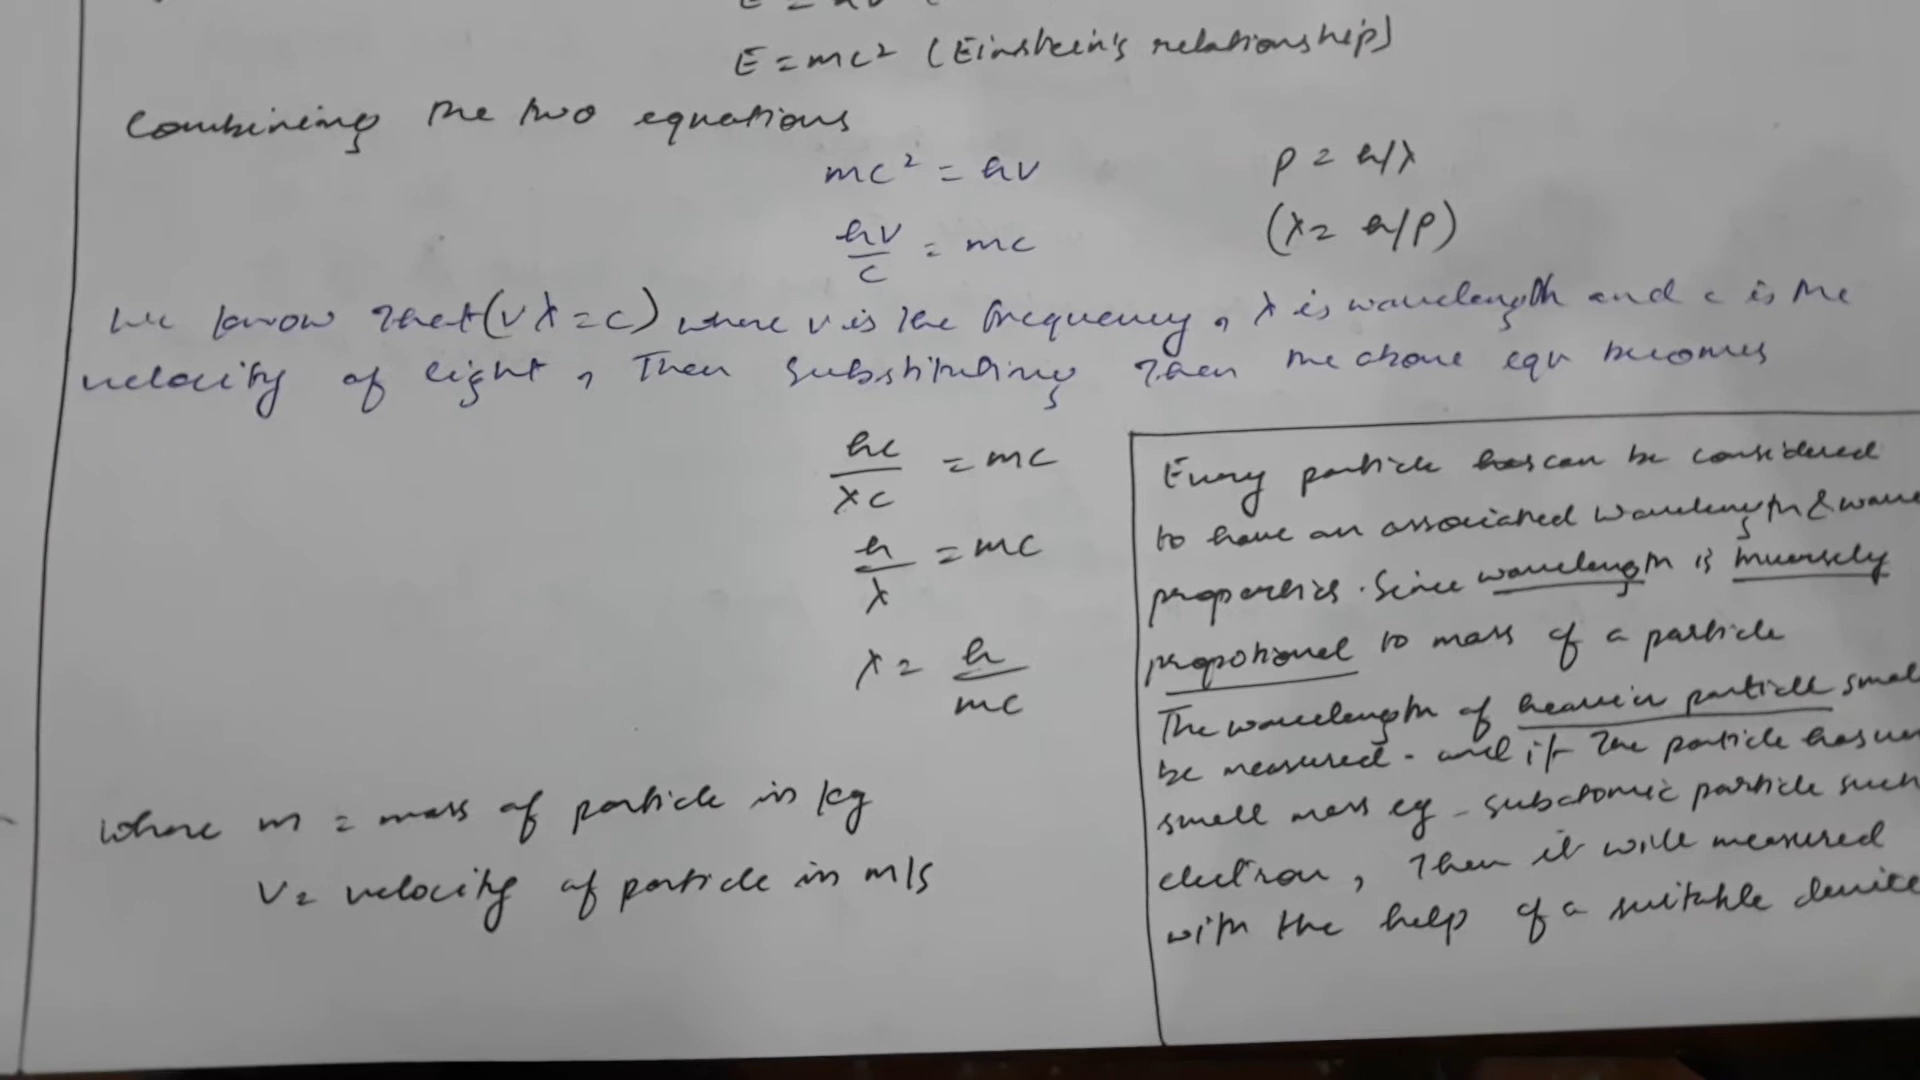 E = hν
E = mc² (Einstein's relationship)
Combining the two equations
mc² = hν
hν/c = mc
p = h/λ
(λ = h/p)
We know that (νλ = c) where ν is the frequency, λ is wavelength and c is the
velocity of light, Then substituting then the above eqn becomes
hc/λc = mc
h/λ = mc
λ = h/mc
where m = mass of particle in kg
V = velocity of particle in m/s
Every particle can be considered
to have an associated wavelength & wave
properties. Since wavelength is inversely
propotional to mass of a particle
The wavelength of heavier particle
be measured - and if the particle has
small mass eg - subatomic particle such
electron, Then it will measured
with the help of a suitable device